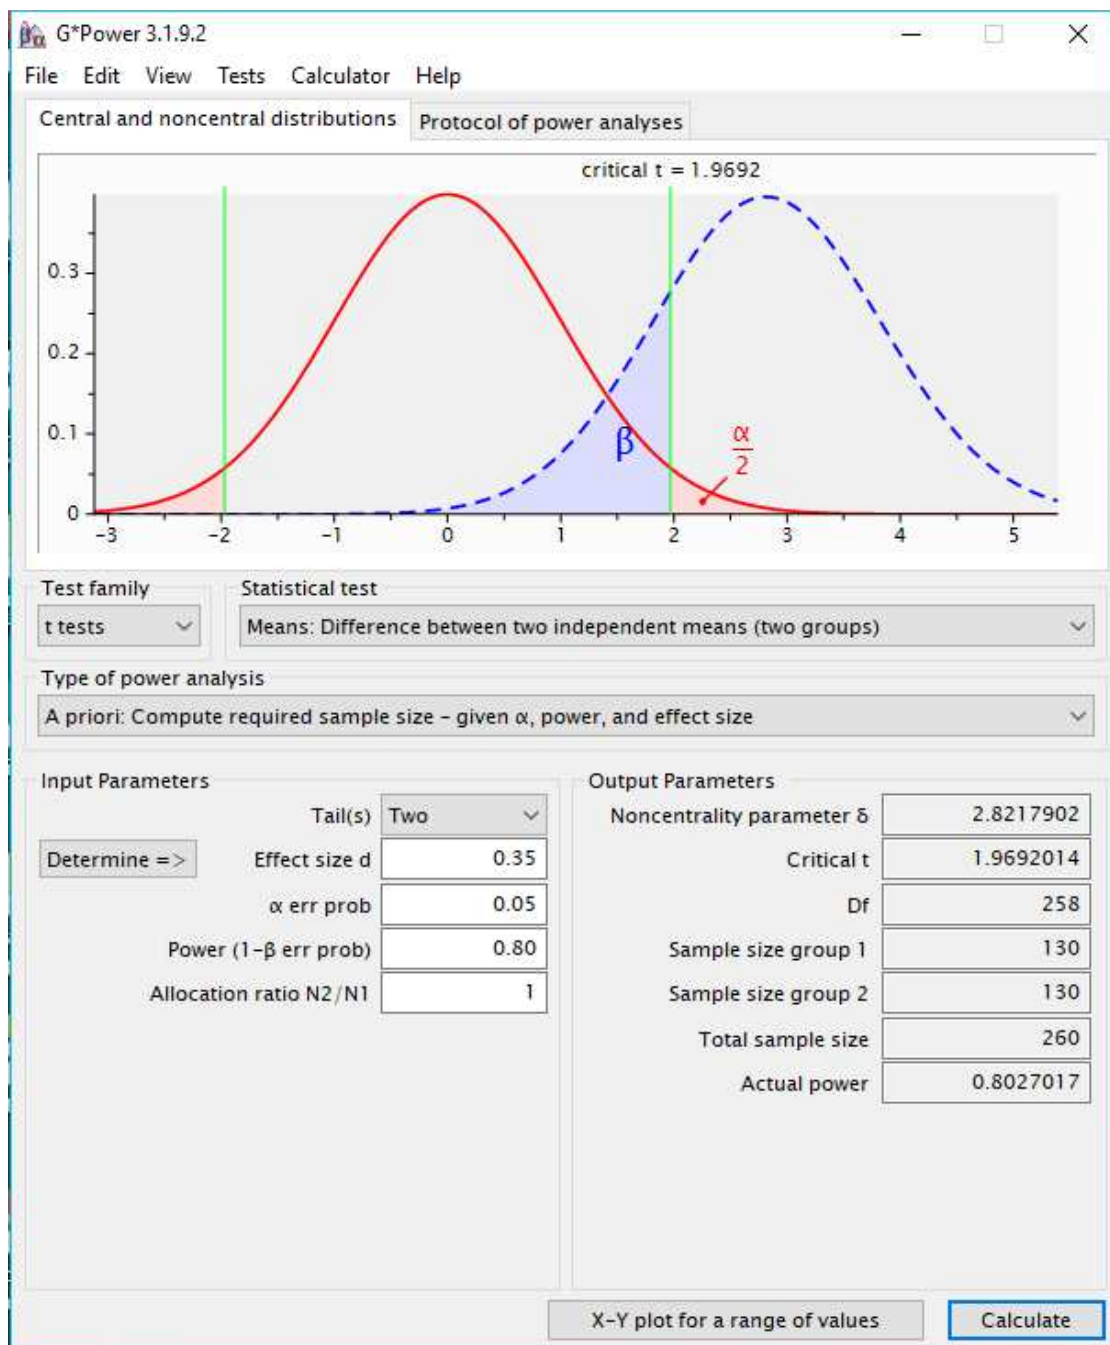 G*Power 3.1.9.2
File Edit View Tests Calculator Help
Central and noncentral distributions Protocol of power analyses
critical t = 1.9692
0.3
0.2
0.1
0
β
α
2
-3 -2 -1 0 1 2 3 4 5
Test family Statistical test
t tests Means: Difference between two independent means (two groups)
Type of power analysis
A priori: Compute required sample size - given α, power, and effect size
Input Parameters
Tail(s) Two
Determine => Effect size d 0.35
α err prob 0.05
Power (1-β err prob) 0.80
Allocation ratio N2/N1 1
Output Parameters
Noncentrality parameter δ 2.8217902
Critical t 1.9692014
Df 258
Sample size group 1 130
Sample size group 2 130
Total sample size 260
Actual power 0.8027017
X-Y plot for a range of values Calculate